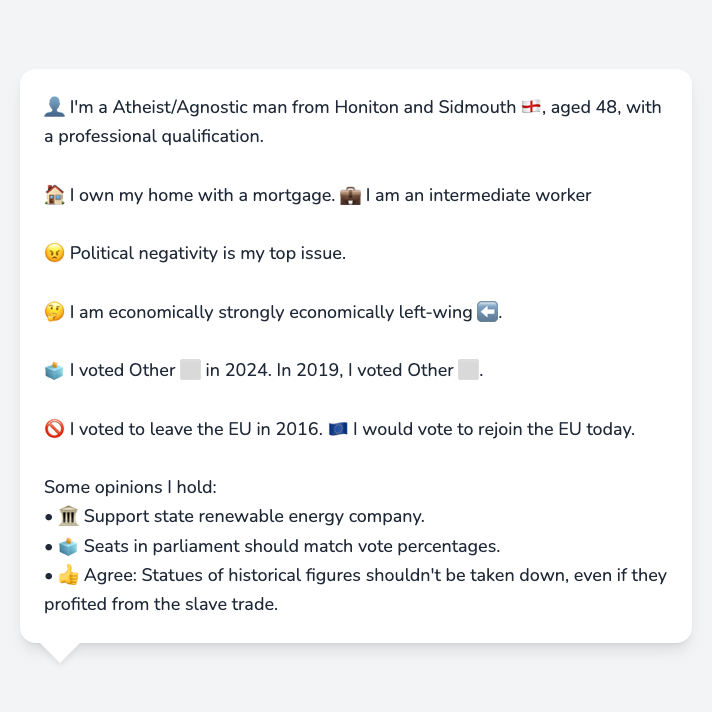 👤 I'm a Atheist/Agnostic man from Honiton and Sidmouth 🏴󠁧󠁢󠁥󠁮󠁧󠁿, aged 48, with
a professional qualification.
🏠 I own my home with a mortgage. 💼 I am an intermediate worker
😠 Political negativity is my top issue.
🤔 I am economically strongly economically left-wing ⬅️.
🗳️ I voted Other ⬜ in 2024. In 2019, I voted Other ⬜.
🚫 I voted to leave the EU in 2016. 🇪🇺 I would vote to rejoin the EU today.
Some opinions I hold:
• 🏛️ Support state renewable energy company.
• 🗳️ Seats in parliament should match vote percentages.
• 👍 Agree: Statues of historical figures shouldn't be taken down, even if they
profited from the slave trade.